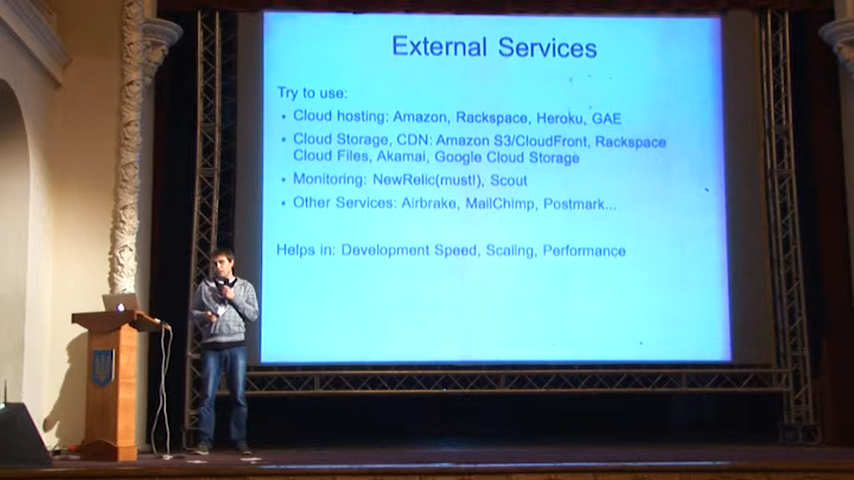 External Services
Try to use:
• Cloud hosting: Amazon, Rackspace, Heroku, GAE
• Cloud Storage, CDN: Amazon S3/CloudFront, Rackspace
Cloud Files, Akamai, Google Cloud Storage
• Monitoring: NewRelic(must!), Scout
• Other Services: Airbrake, MailChimp, Postmark...
Helps in: Development Speed, Scaling, Performance